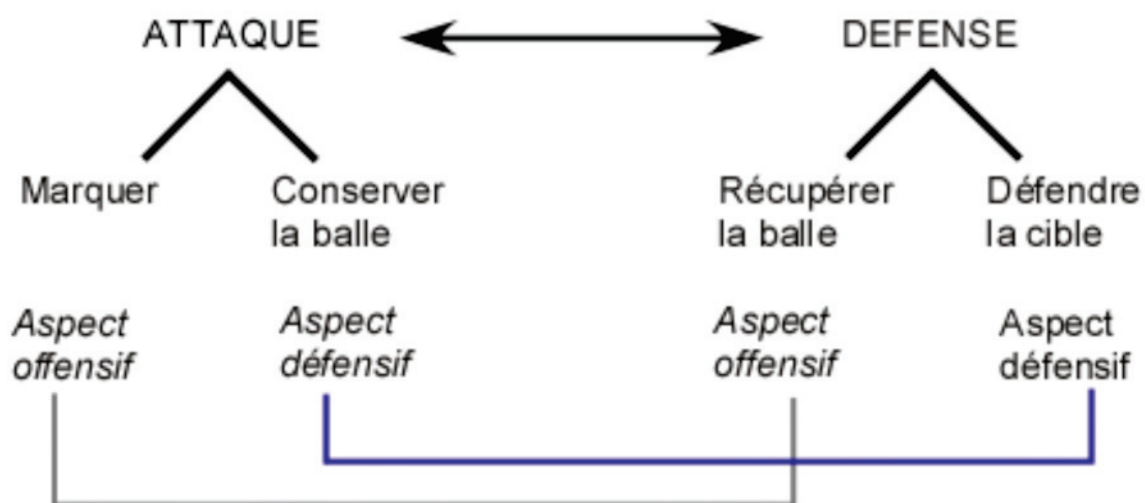 ATTAQUE DEFENSE
Marquer Conserver Récupérer Défendre
la balle la balle la cible
Aspect Aspect Aspect Aspect
offensif défensif offensif défensif